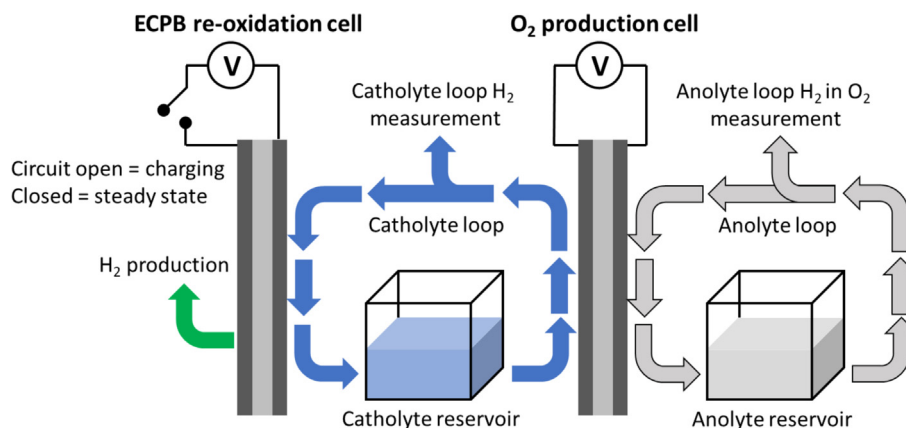 ECPB re-oxidation cell
O₂ production cell
V
V
Catholyte loop H₂
measurement
Anolyte loop H₂ in O₂
measurement
Circuit open = charging
Closed = steady state
Catholyte loop
Anolyte loop
H₂ production
Catholyte reservoir
Anolyte reservoir